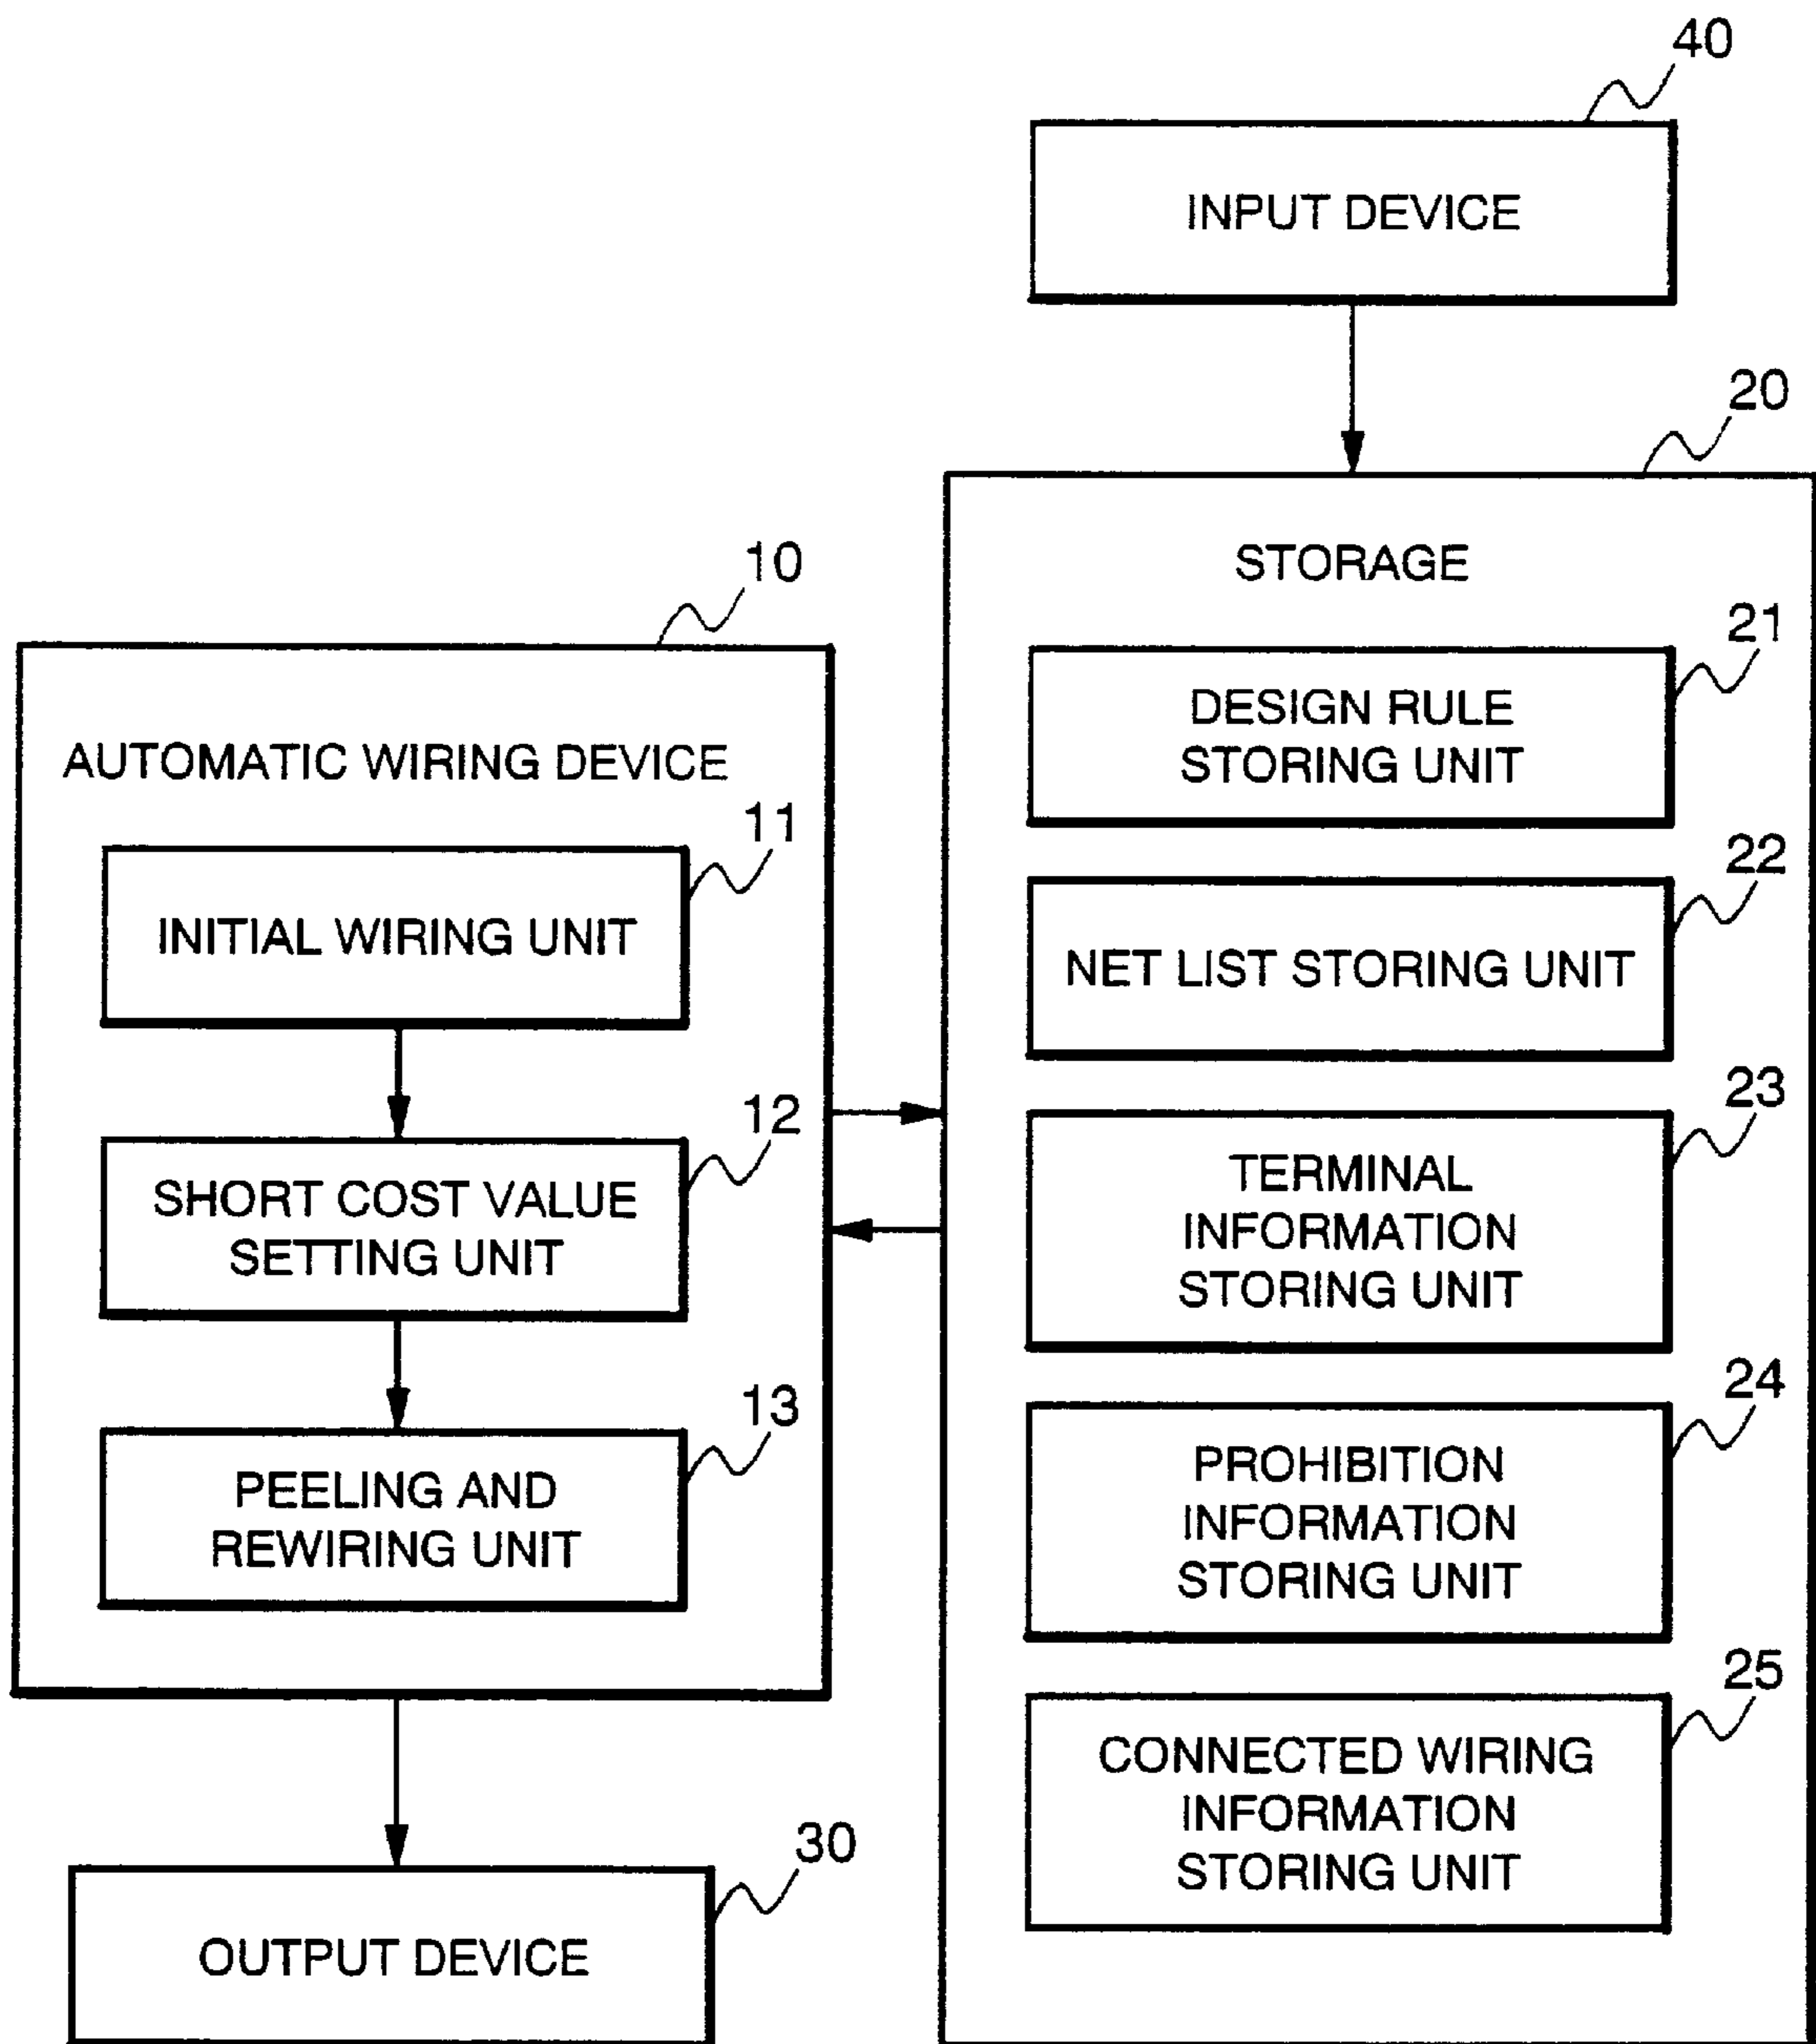 40
INPUT DEVICE
20
STORAGE
10
AUTOMATIC WIRING DEVICE
11
INITIAL WIRING UNIT
12
SHORT COST VALUE
SETTING UNIT
13
PEELING AND
REWIRING UNIT
21
DESIGN RULE
STORING UNIT
22
NET LIST STORING UNIT
23
TERMINAL
INFORMATION
STORING UNIT
24
PROHIBITION
INFORMATION
STORING UNIT
25
CONNECTED WIRING
INFORMATION
STORING UNIT
30
OUTPUT DEVICE